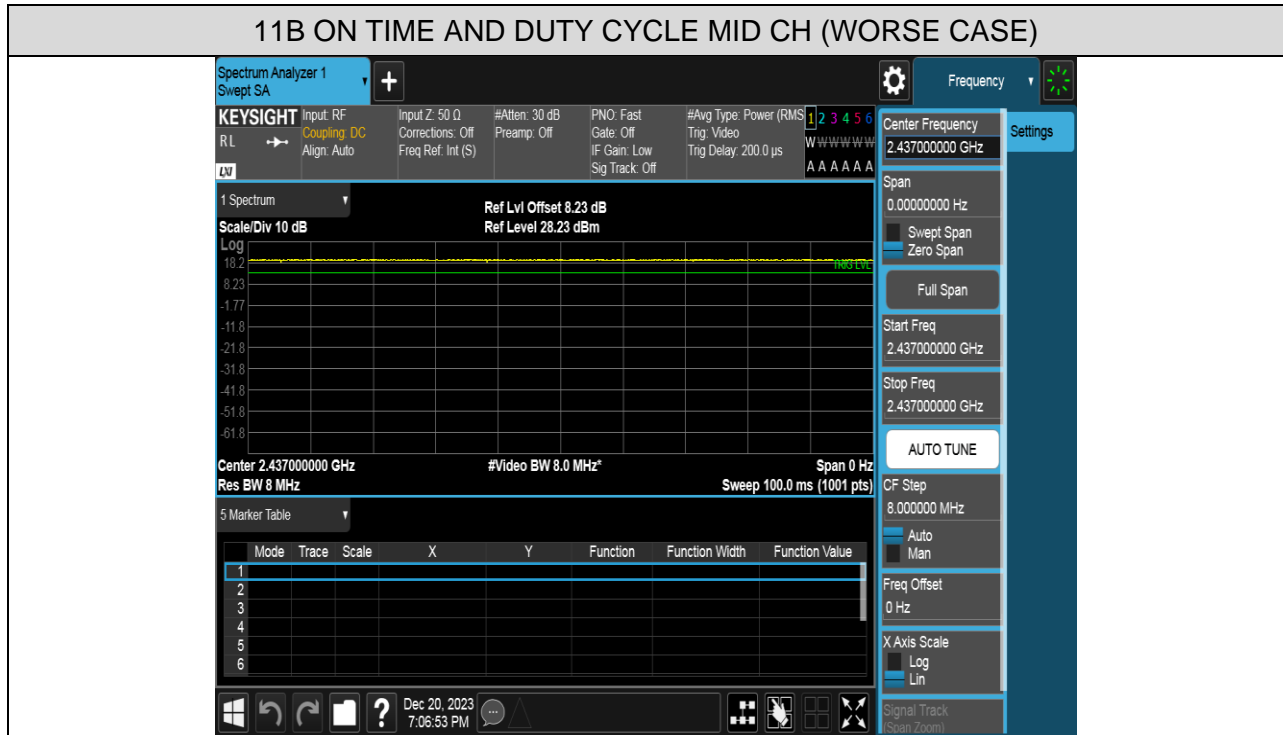 11B ON TIME AND DUTY CYCLE MID CH (WORSE CASE)
Spectrum Analyzer 1
Swept SA
+
Frequency
KEYSIGHT
RL
LXI
Input: RF
Coupling: DC
Align: Auto
Input Z: 50 Ω
Corrections: Off
Freq Ref: Int (S)
#Atten: 30 dB
Preamp: Off
PNO: Fast
Gate: Off
IF Gain: Low
Sig Track: Off
#Avg Type: Power (RMS
Trig: Video
Trig Delay: 200.0 µs
1 2 3 4 5 6
W W W W W W
A A A A A A
Center Frequency
2.437000000 GHz
Settings
Span
0.00000000 Hz
Swept Span
Zero Span
Full Span
Start Freq
2.437000000 GHz
Stop Freq
2.437000000 GHz
AUTO TUNE
CF Step
8.000000 MHz
Auto
Man
Freq Offset
0 Hz
X Axis Scale
Log
Lin
Signal Track
(Span Zoom)
1 Spectrum
Scale/Div 10 dB
Ref Lvl Offset 8.23 dB
Ref Level 28.23 dBm
Log
18.2
TRIG LVL
8.23
-1.77
-11.8
-21.8
-31.8
-41.8
-51.8
-61.8
Center 2.437000000 GHz
#Video BW 8.0 MHz*
Span 0 Hz
Res BW 8 MHz
Sweep 100.0 ms (1001 pts)
5 Marker Table
Mode Trace Scale X Y Function Function Width Function Value
1
2
3
4
5
6
?
Dec 20, 2023
7:06:53 PM